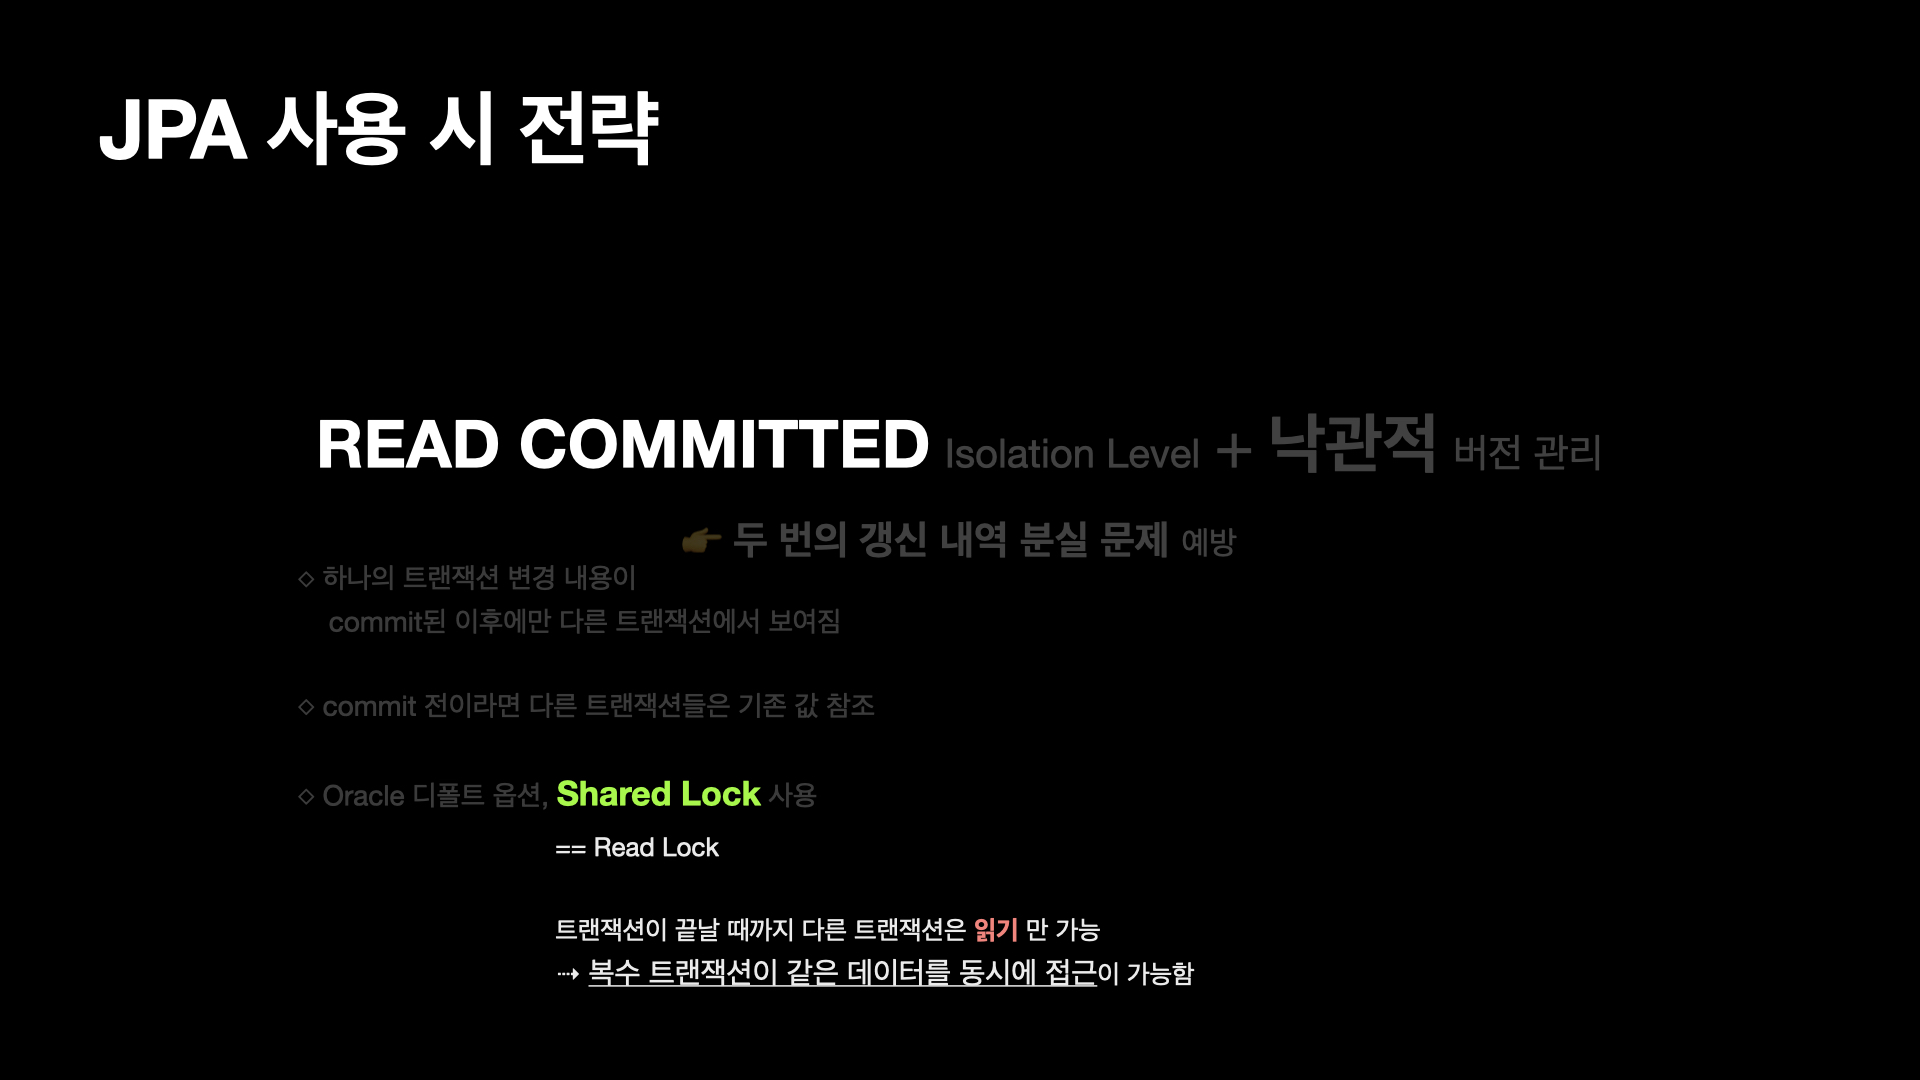 JPA 사용 시 전략
READ COMMITTED Isolation Level + 낙관적 버전 관리
👉 두 번의 갱신 내역 분실 문제 예방
◇ 하나의 트랜잭션 변경 내용이
commit된 이후에만 다른 트랜잭션에서 보여짐
◇ commit 전이라면 다른 트랜잭션들은 기존 값 참조
◇ Oracle 디폴트 옵션, Shared Lock 사용
== Read Lock
트랜잭션이 끝날 때까지 다른 트랜잭션은 읽기 만 가능
⇢ 복수 트랜잭션이 같은 데이터를 동시에 접근이 가능함